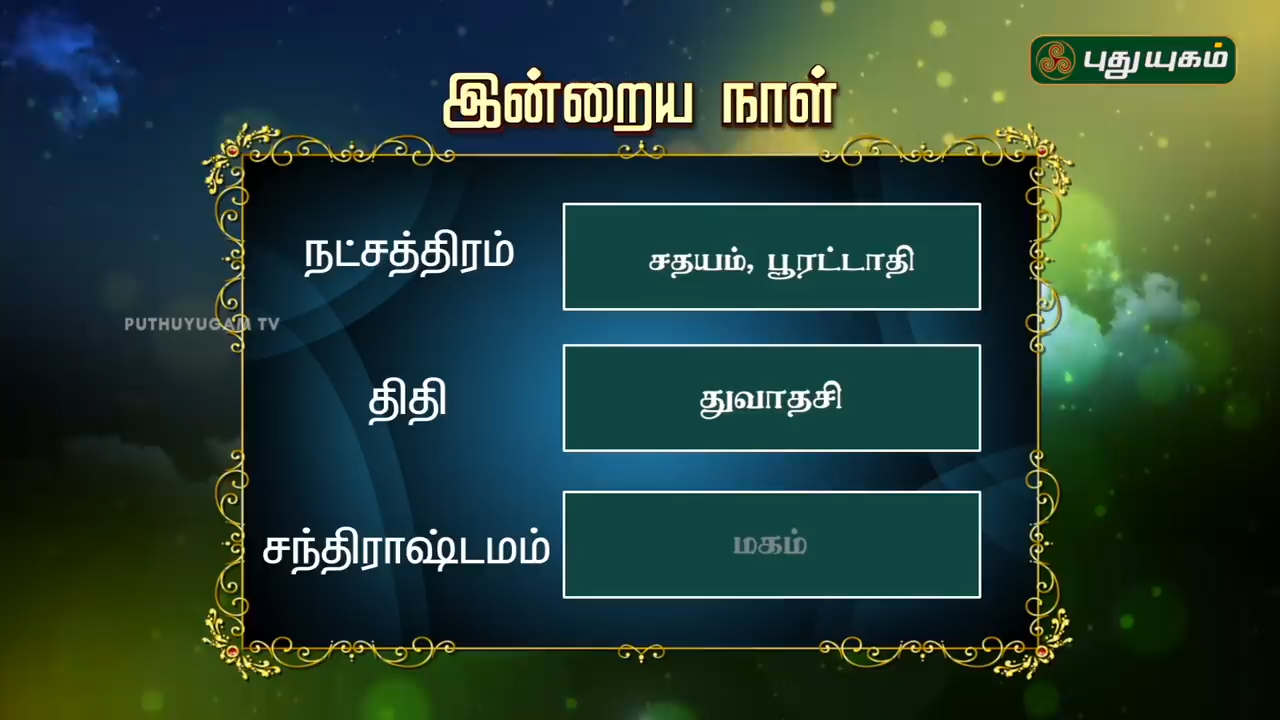 புதுயுகம்
இன்றைய நாள்
நட்சத்திரம்
சதயம், பூரட்டாதி
PUTHUYUGAM TV
திதி
துவாதசி
சந்திராஷ்டமம்
மகம்